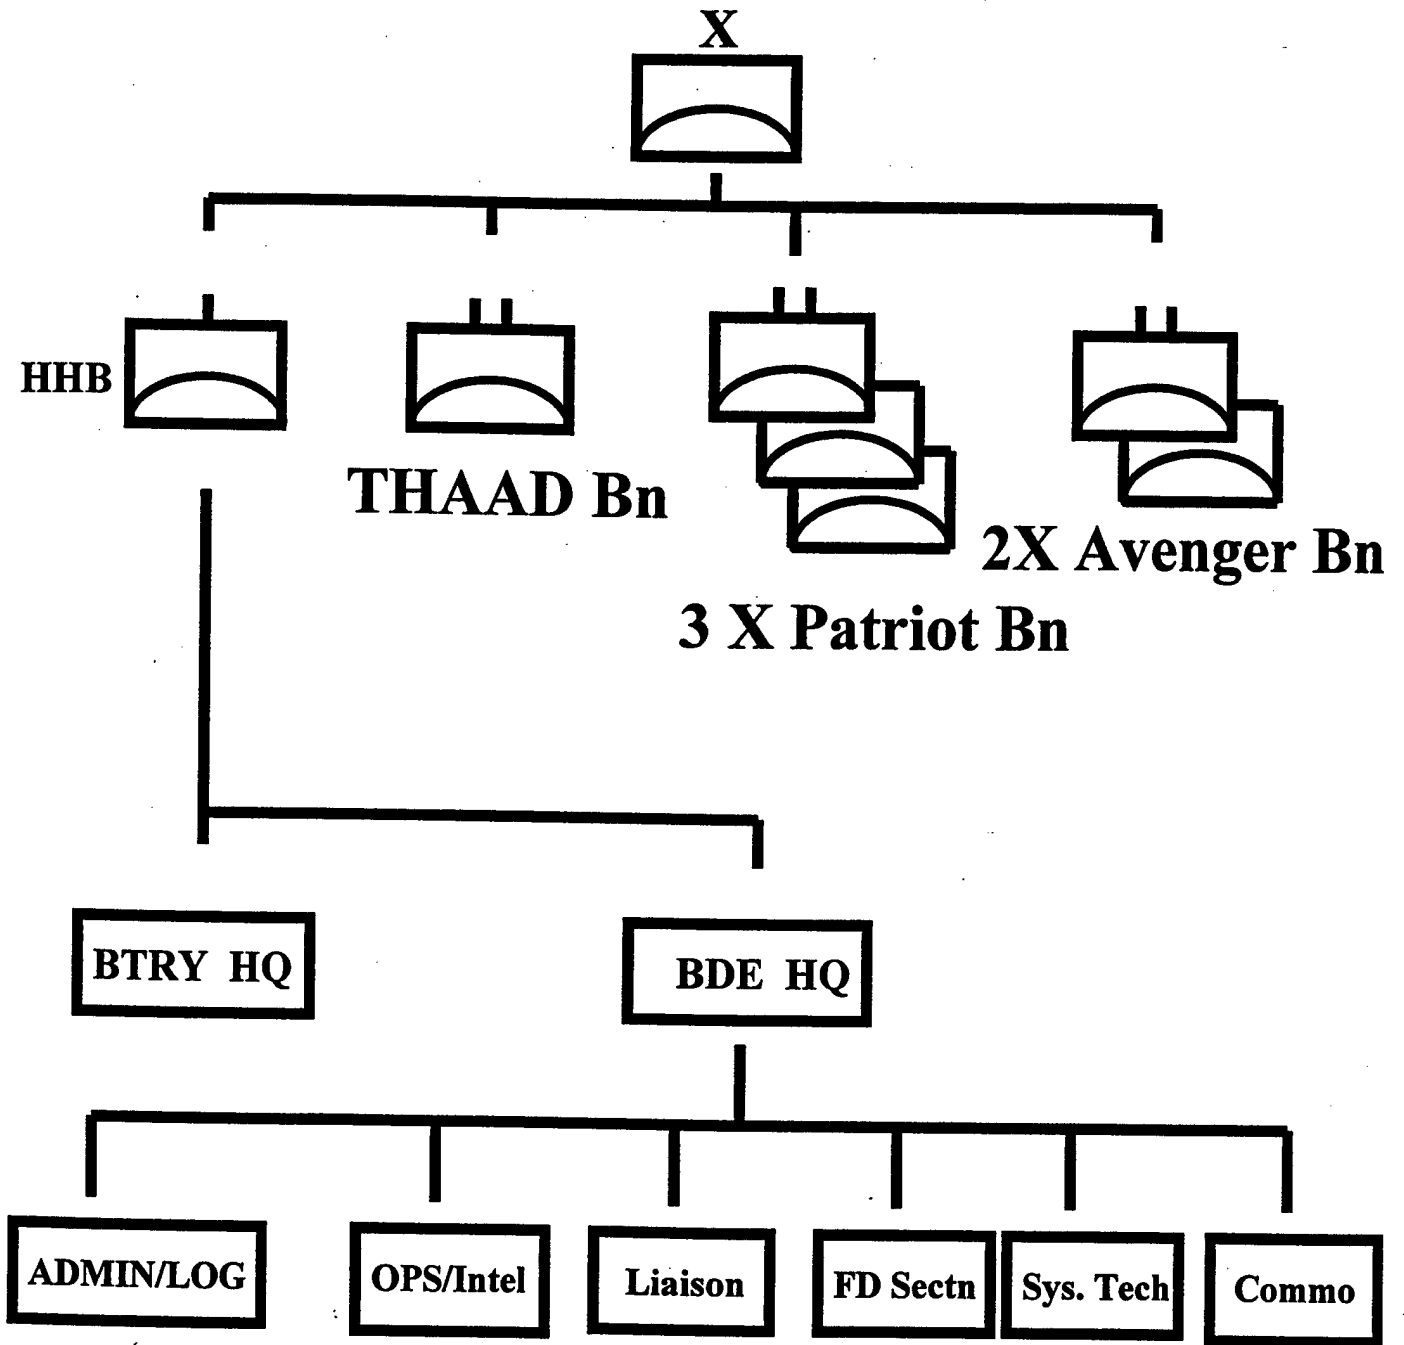 X
HHB
THAAD Bn
2X Avenger Bn
3 X Patriot Bn
BTRY HQ
BDE HQ
ADMIN/LOG
OPS/Intel
Liaison
FD Sectn
Sys. Tech
Commo